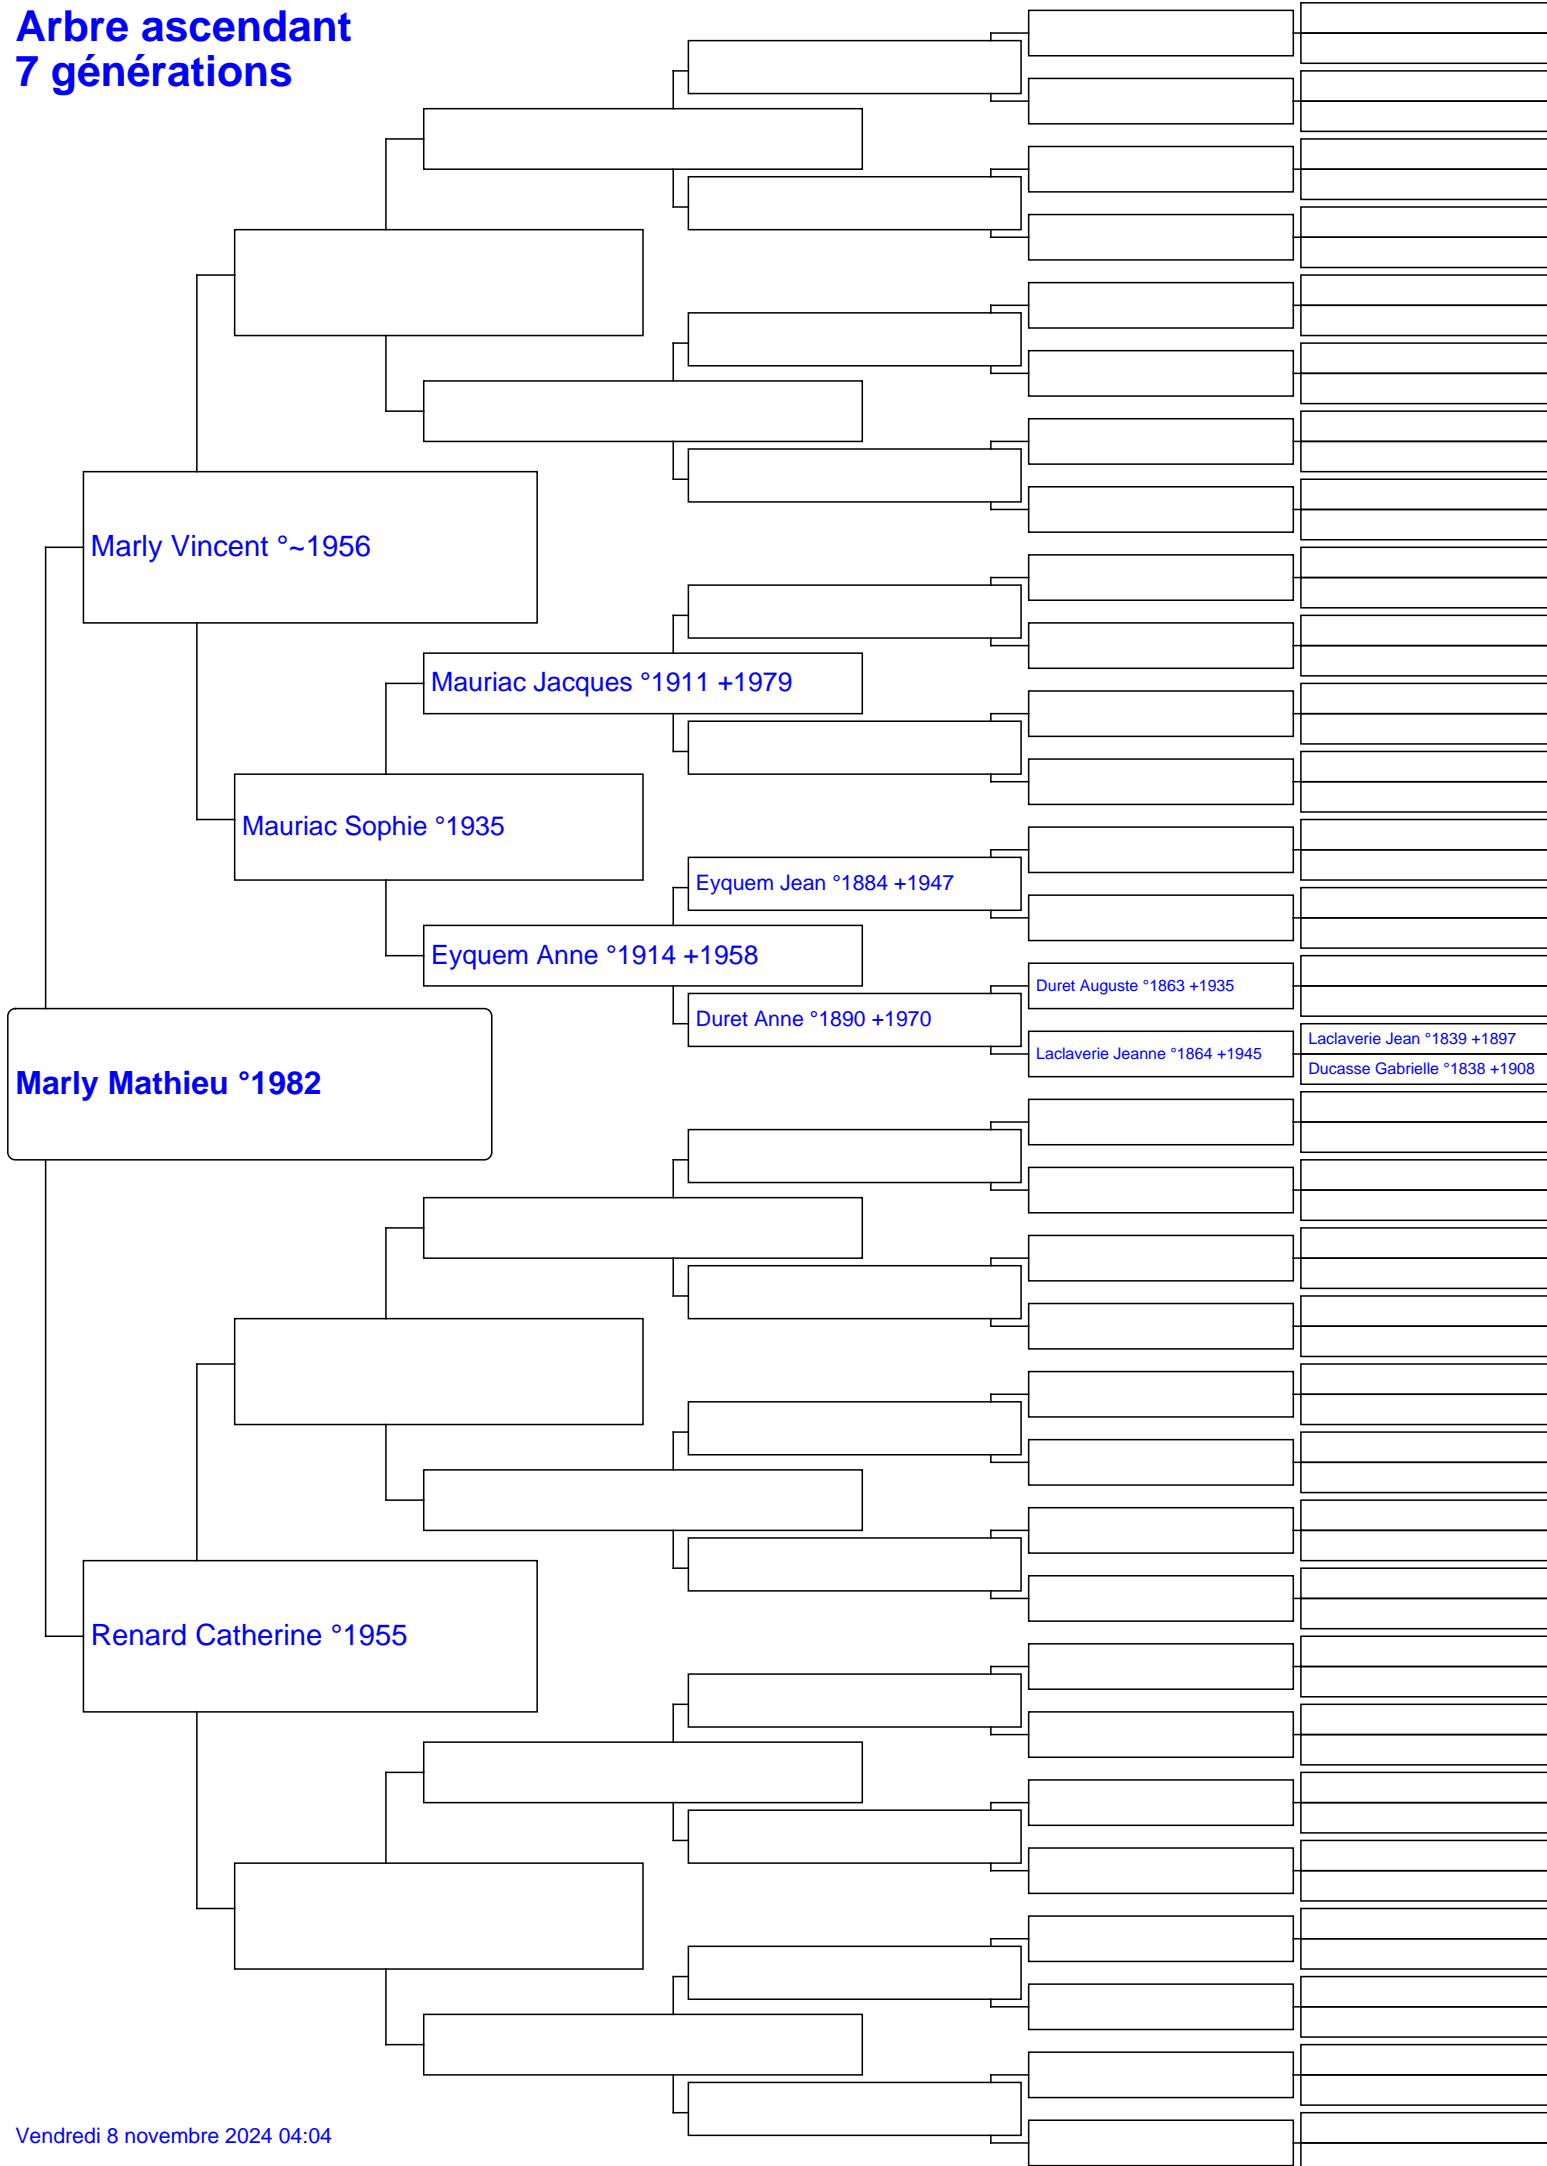 Arbre ascendant
7 générations
Marly Vincent °~1956
Mauriac Jacques °1911 +1979
Mauriac Sophie °1935
Eyquem Jean °1884 +1947
Eyquem Anne °1914 +1958
Duret Auguste °1863 +1935
Duret Anne °1890 +1970
Laclaverie Jean °1839 +1897
Laclaverie Jeanne °1864 +1945
Ducasse Gabrielle °1838 +1908
Marly Mathieu °1982
Renard Catherine °1955
Vendredi 8 novembre 2024 04:04